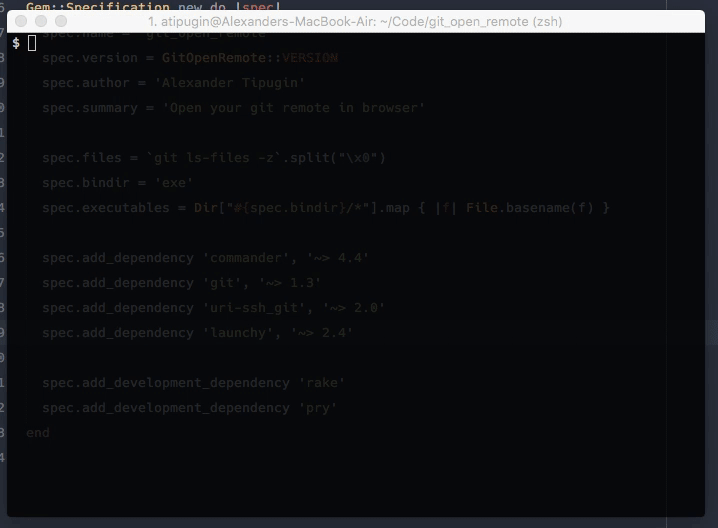 Gem::Specification.new do |spec|
1. atipugin@Alexanders-MacBook-Air: ~/Code/git_open_remote (zsh)
spec.name = 'git_open_remote'
$
spec.version = GitOpenRemote::VERSION
spec.author = 'Alexander Tipugin'
spec.summary = 'Open your git remote in browser'
spec.files = `git ls-files -z`.split("\x0")
spec.bindir = 'exe'
spec.executables = Dir["#{spec.bindir}/*"].map { |f| File.basename(f) }
spec.add_dependency 'commander', '~> 4.4'
spec.add_dependency 'git', '~> 1.3'
spec.add_dependency 'uri-ssh_git', '~> 2.0'
spec.add_dependency 'launchy', '~> 2.4'
spec.add_development_dependency 'rake'
spec.add_development_dependency 'pry'
end